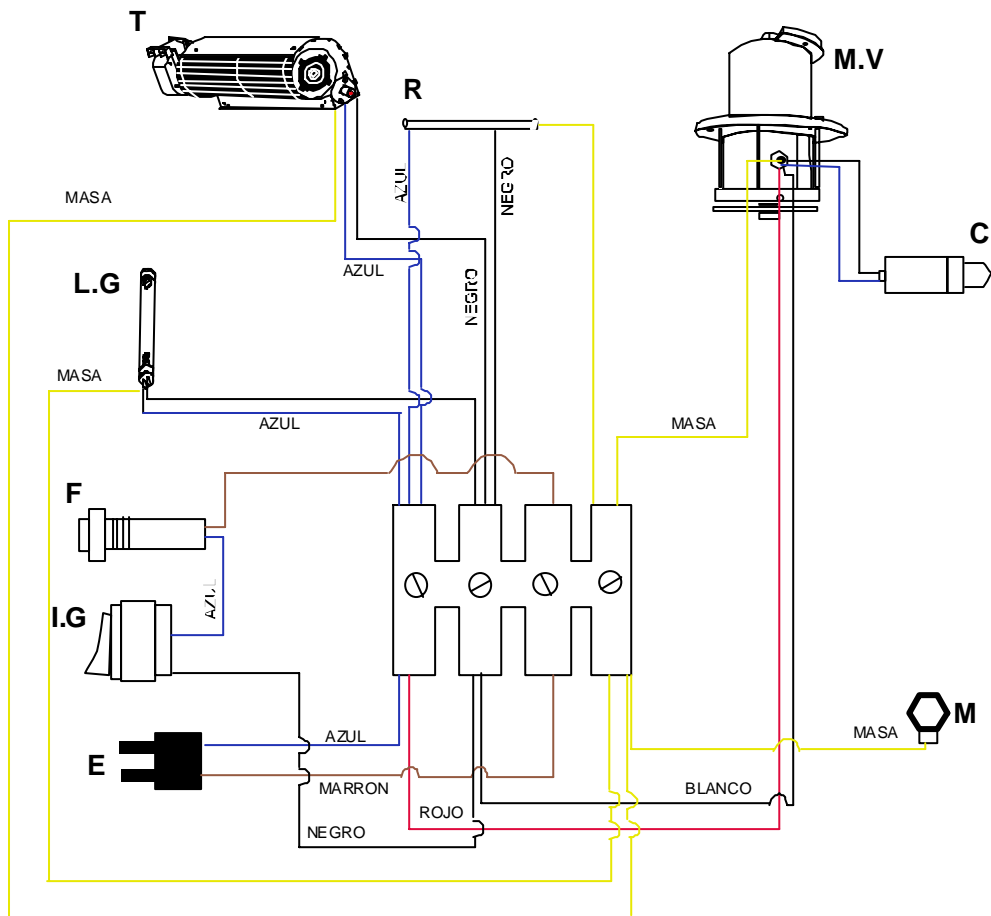 T
M.V
R
AZUL
NEGRO
MASA
C
L.G
AZUL
NEGRO
MASA
AZUL
MASA
F
AZUL
I.G
M
MASA
AZUL
E
MARRON
BLANCO
ROJO
NEGRO